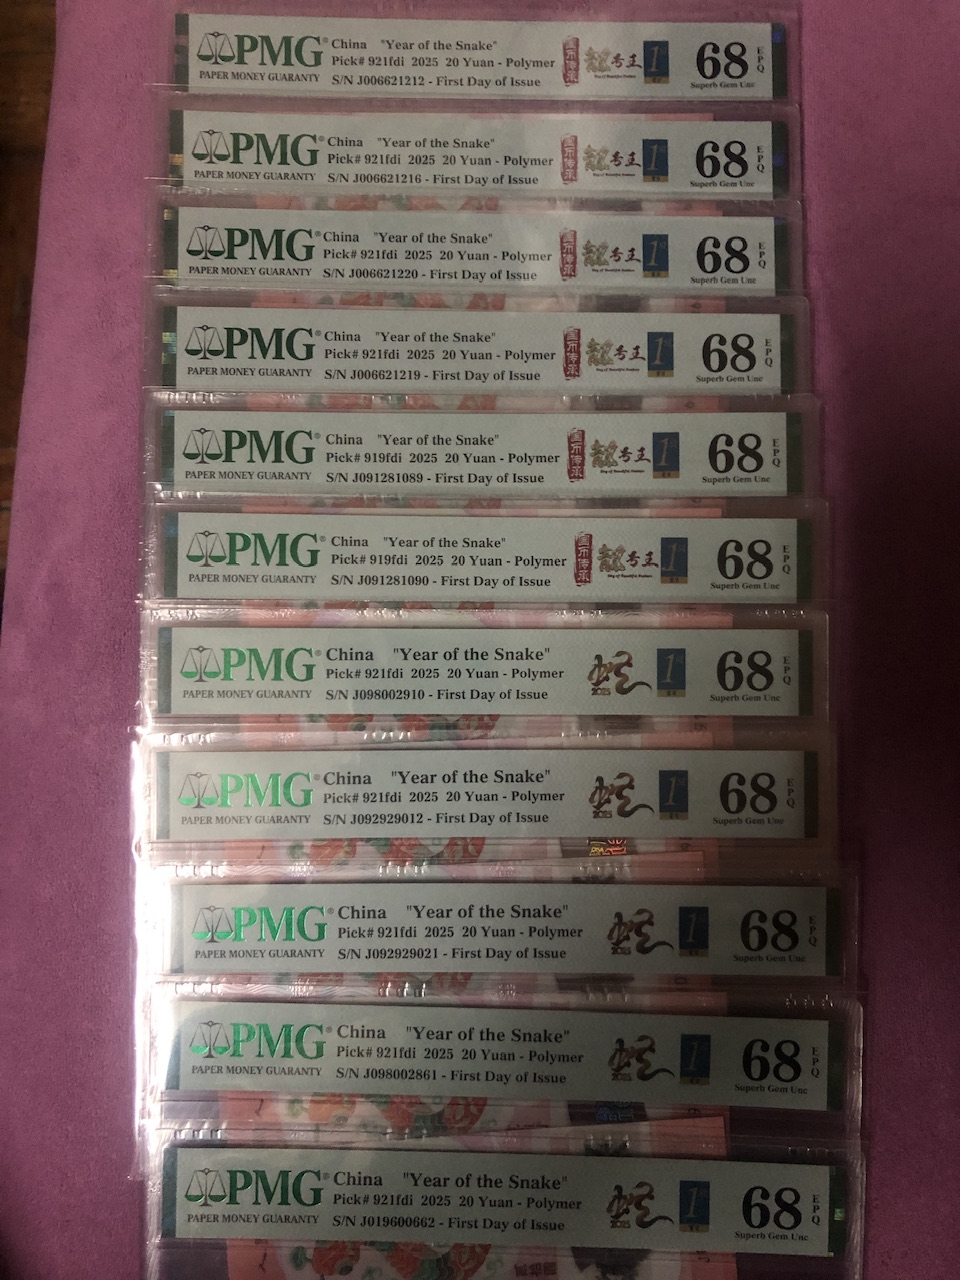 PMG®
PAPER MONEY GUARANTY
China "Year of the Snake"
Pick# 921fdi 2025 20 Yuan - Polymer
S/N J006621212 - First Day of Issue
68
EPQ
Superb Gem Unc
PMG®
PAPER MONEY GUARANTY
China "Year of the Snake"
Pick# 921fdi 2025 20 Yuan - Polymer
S/N J006621216 - First Day of Issue
68
EPQ
Superb Gem Unc
PMG®
PAPER MONEY GUARANTY
China "Year of the Snake"
Pick# 921fdi 2025 20 Yuan - Polymer
S/N J006621220 - First Day of Issue
68
EPQ
Superb Gem Unc
PMG®
PAPER MONEY GUARANTY
China "Year of the Snake"
Pick# 921fdi 2025 20 Yuan - Polymer
S/N J006621219 - First Day of Issue
68
EPQ
Superb Gem Unc
PMG®
PAPER MONEY GUARANTY
China "Year of the Snake"
Pick# 919fdi 2025 20 Yuan - Polymer
S/N J091281089 - First Day of Issue
68
EPQ
Superb Gem Unc
PMG®
PAPER MONEY GUARANTY
China "Year of the Snake"
Pick# 919fdi 2025 20 Yuan - Polymer
S/N J091281090 - First Day of Issue
68
EPQ
Superb Gem Unc
PMG®
PAPER MONEY GUARANTY
China "Year of the Snake"
Pick# 921fdi 2025 20 Yuan - Polymer
S/N J098002910 - First Day of Issue
蛇
2025
68
EPQ
Superb Gem Unc
PMG®
PAPER MONEY GUARANTY
China "Year of the Snake"
Pick# 921fdi 2025 20 Yuan - Polymer
S/N J092929012 - First Day of Issue
蛇
2025
68
EPQ
Superb Gem Unc
PMG®
PAPER MONEY GUARANTY
China "Year of the Snake"
Pick# 921fdi 2025 20 Yuan - Polymer
S/N J092929021 - First Day of Issue
蛇
2025
68
EPQ
Superb Gem Unc
PMG®
PAPER MONEY GUARANTY
China "Year of the Snake"
Pick# 921fdi 2025 20 Yuan - Polymer
S/N J098002861 - First Day of Issue
蛇
2025
68
EPQ
Superb Gem Unc
PMG®
PAPER MONEY GUARANTY
China "Year of the Snake"
Pick# 921fdi 2025 20 Yuan - Polymer
S/N J019600662 - First Day of Issue
蛇
2025
68
EPQ
Superb Gem Unc